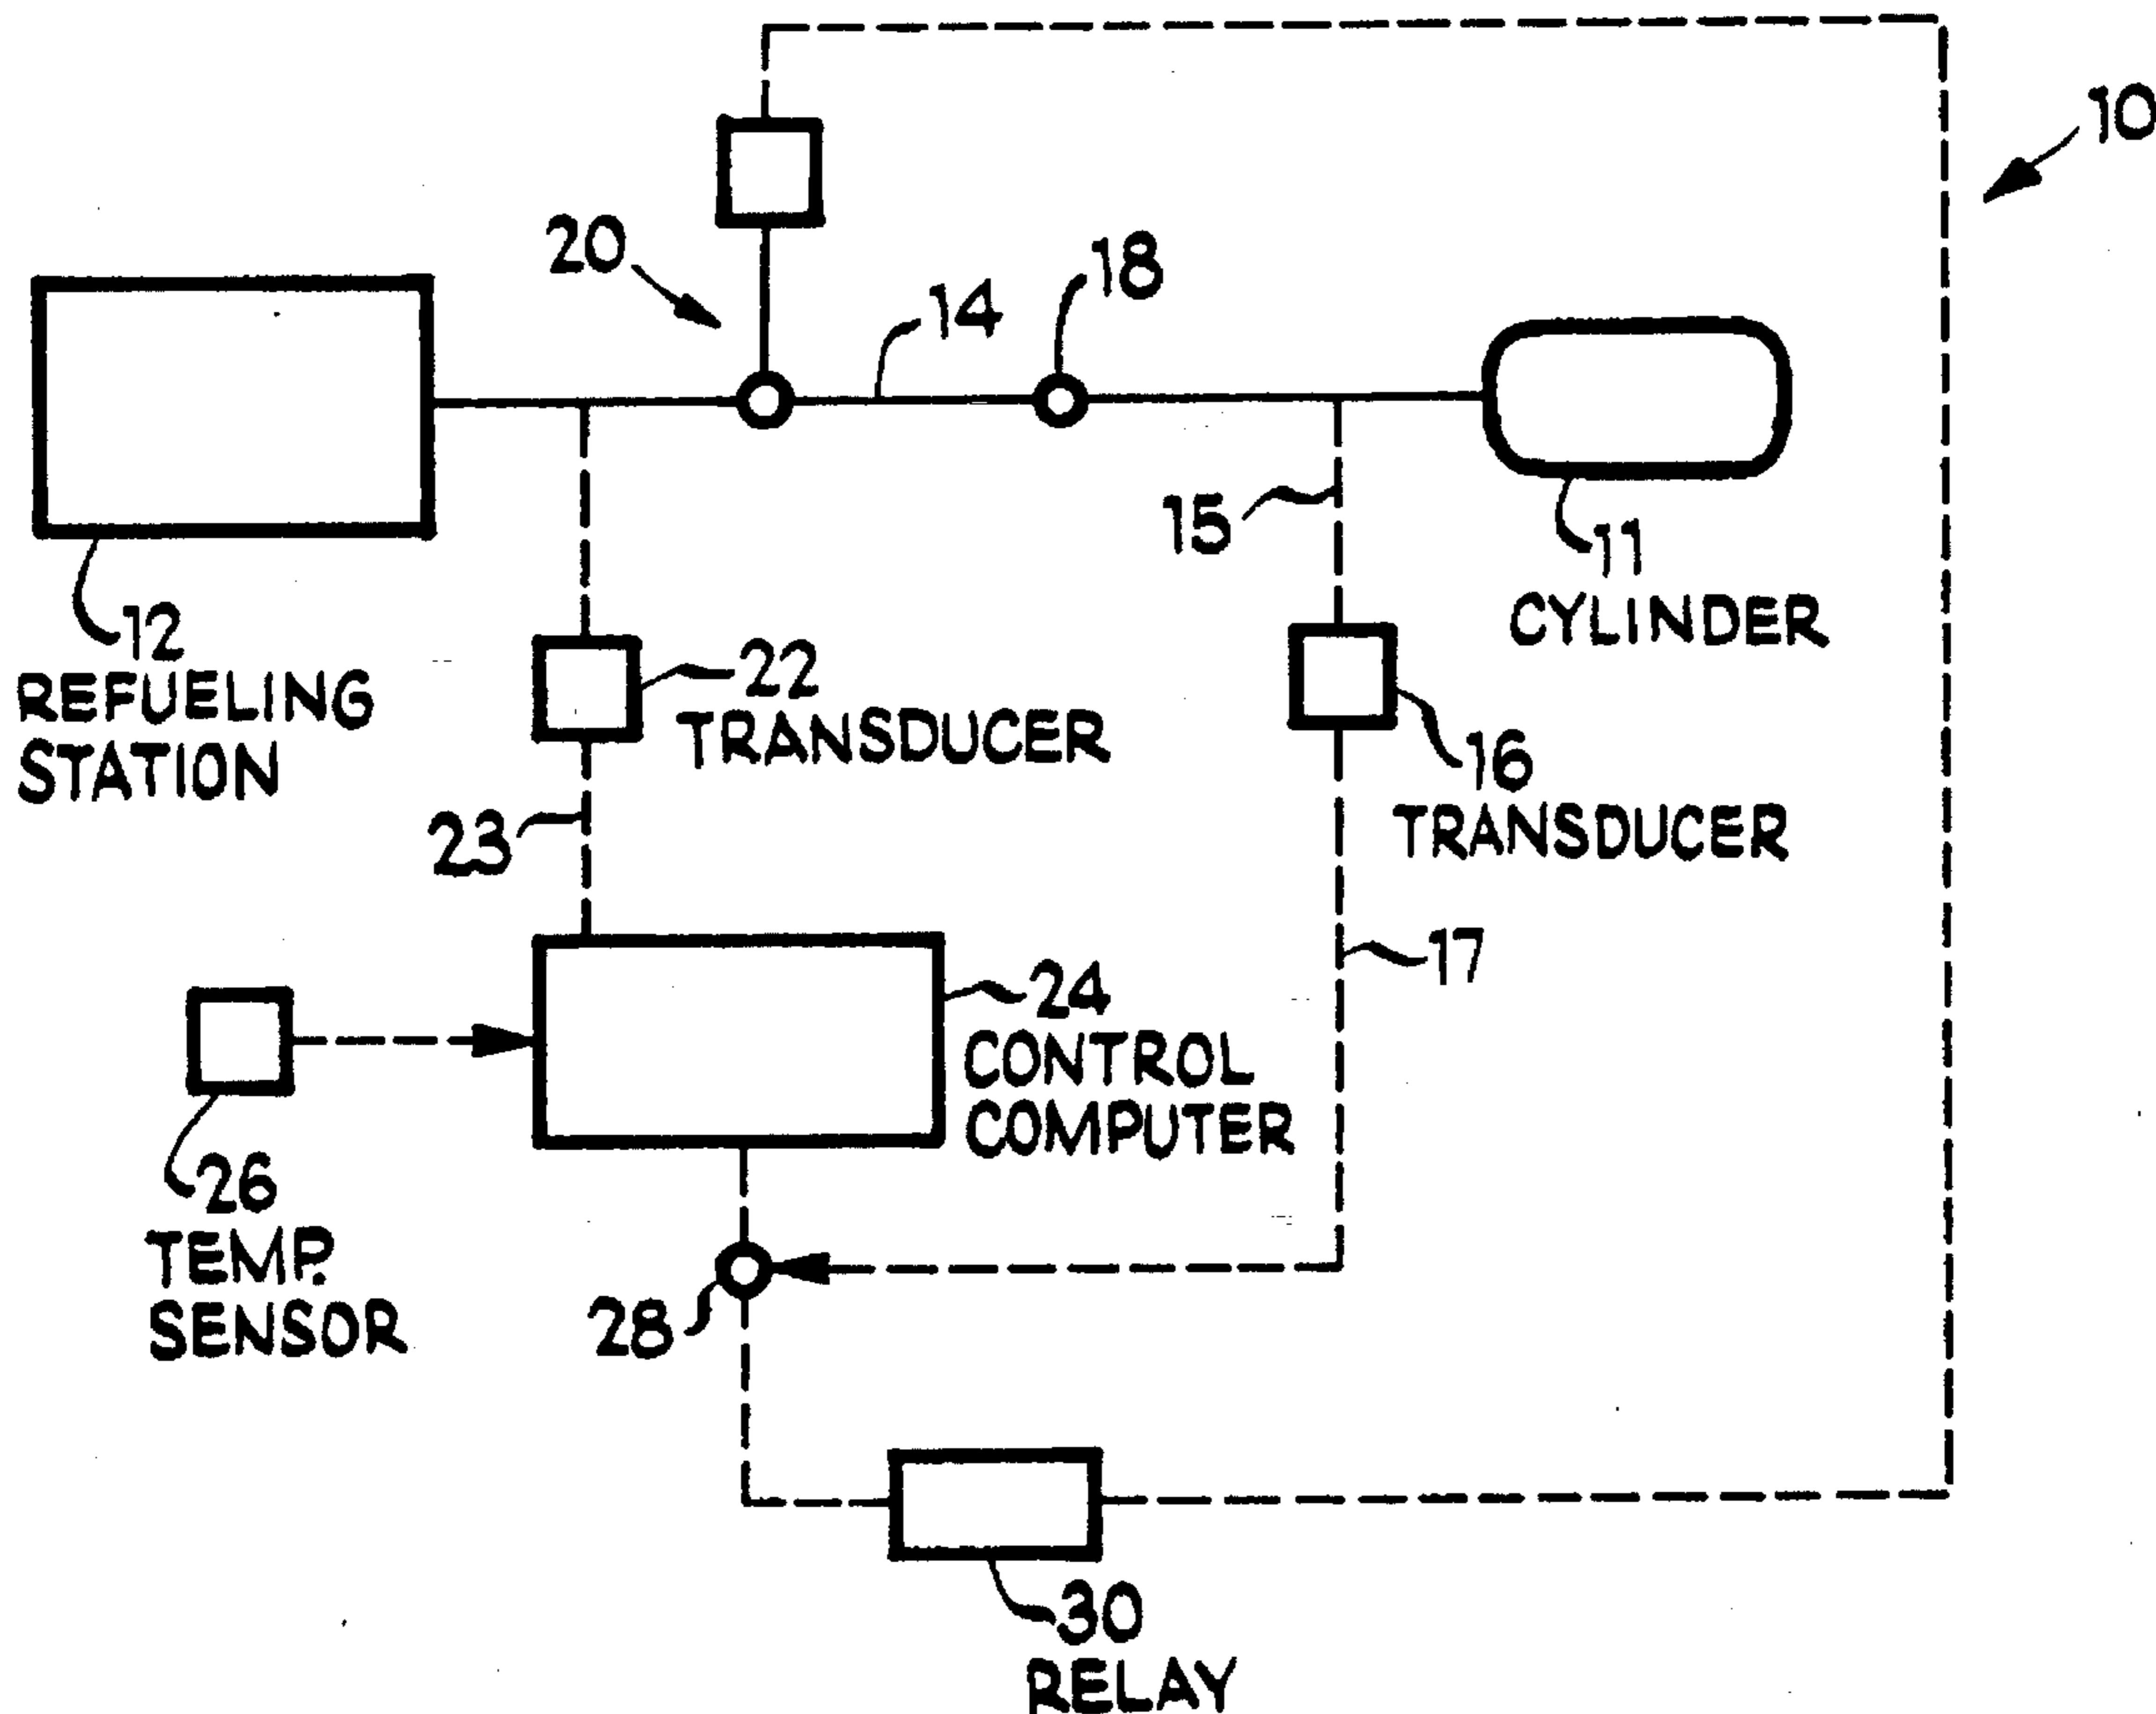 10
20
18
14
15
11
CYLINDER
12
REFUELING
STATION
22
TRANSDUCER
16
TRANSDUCER
23
17
24
CONTROL
COMPUTER
26
TEMP.
SENSOR
28
30
RELAY